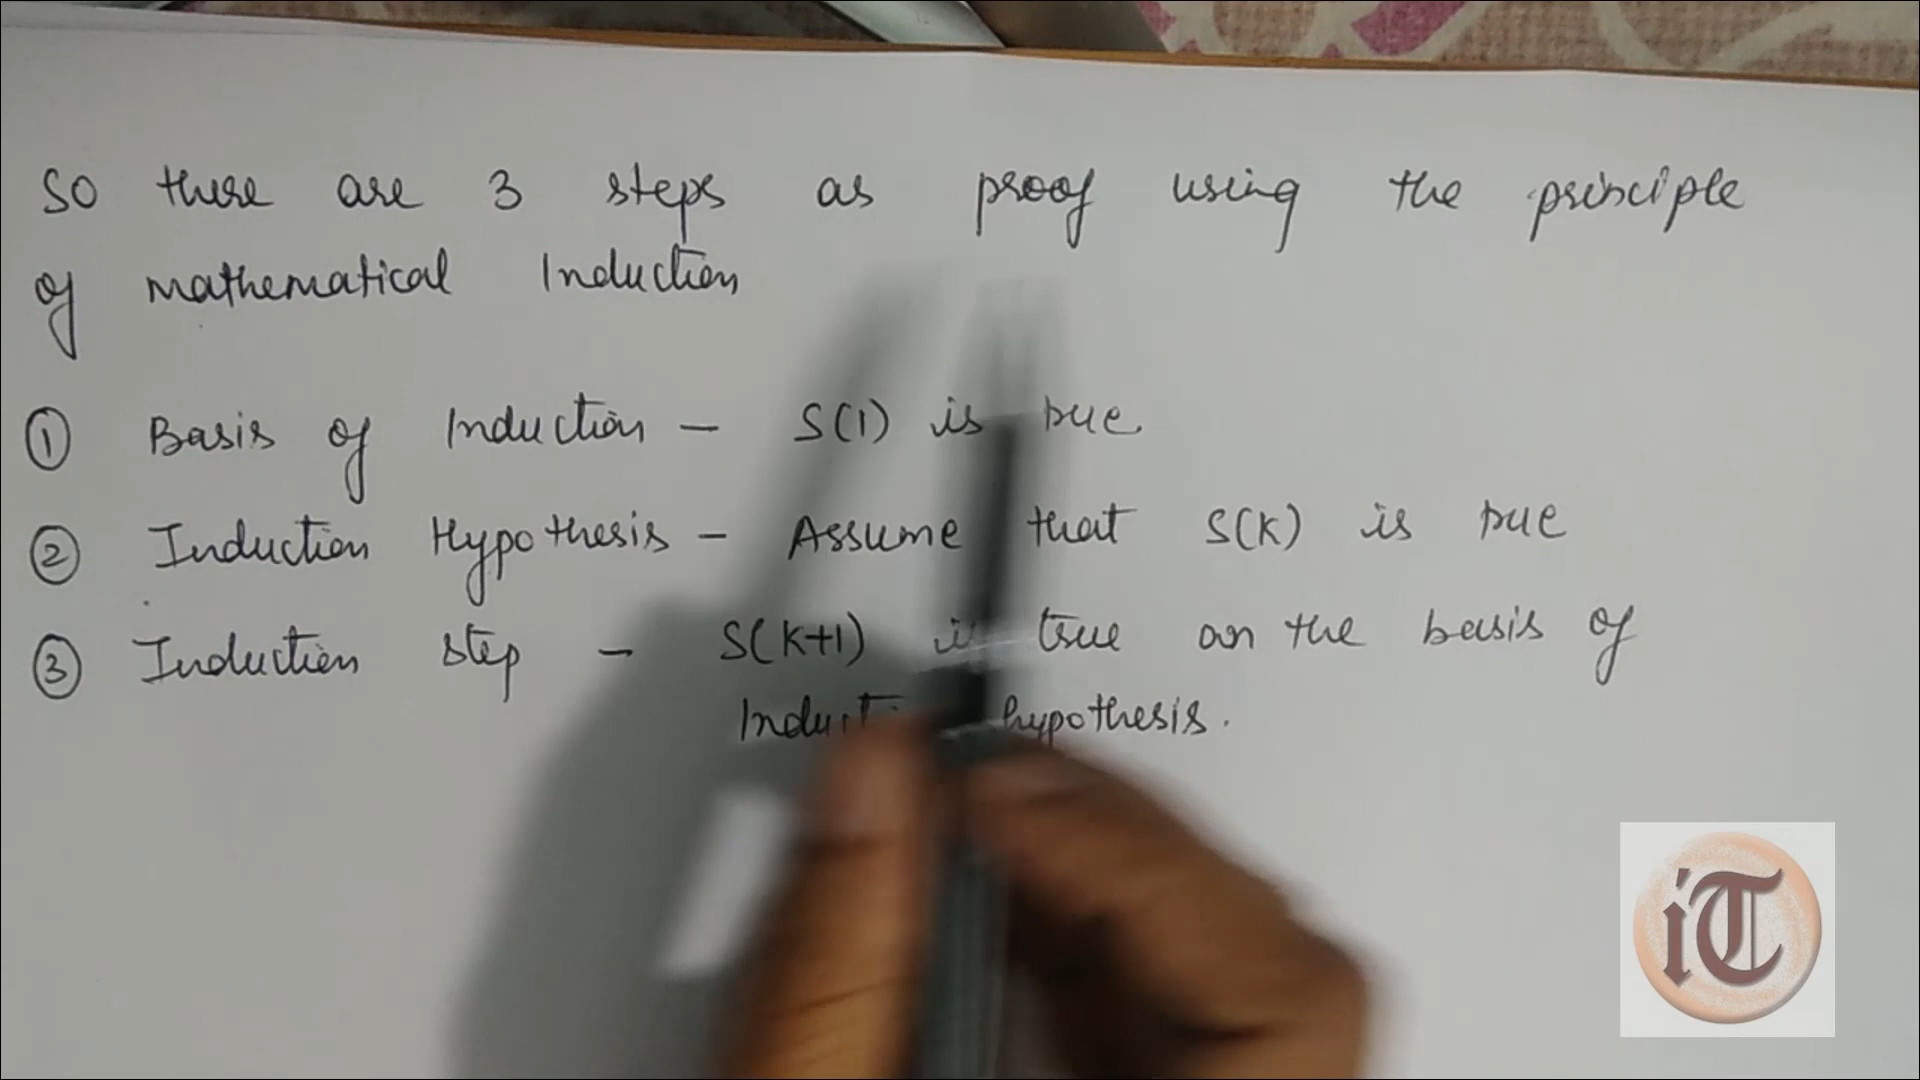 So there are 3 steps as proof using the principle
of mathematical Induction
① Basis of Induction - S(1) is true
② Induction Hypothesis - Assume that S(K) is true
③ Induction step - S(K+1) is true on the basis of
Induction hypothesis.
iT